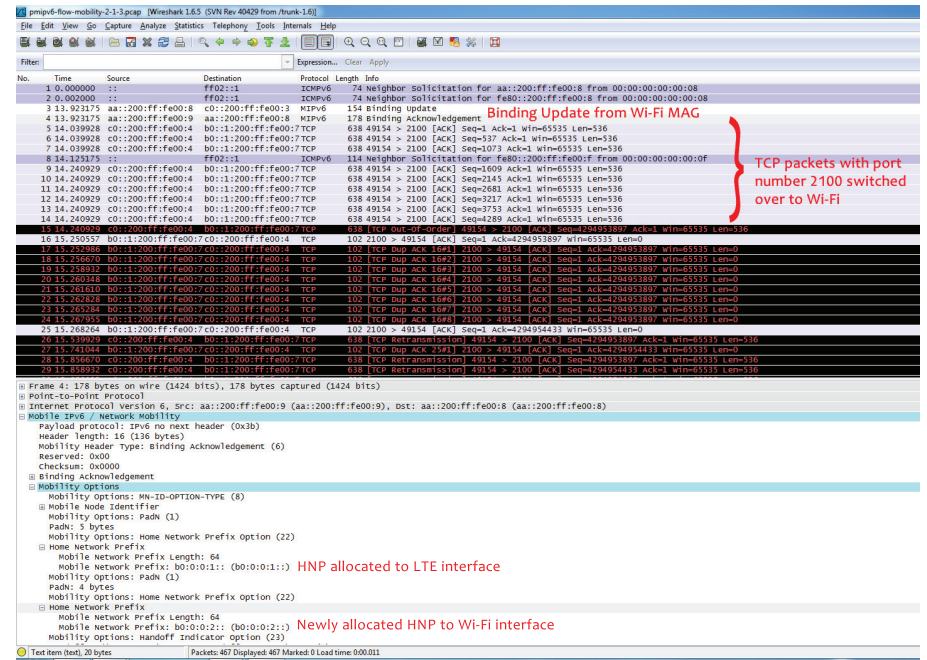 pmipv6-flow-mobility-2-1-3.pcap [Wireshark 1.6.5 (SVN Rev 40429 from /trunk-1.6)]
File Edit View Go Capture Analyze Statistics Telephony Tools Internals Help
Filter: Expression... Clear Apply
No. Time Source Destination Protocol Length Info
1 0.000000 :: ff02::1 ICMPv6 74 Neighbor Solicitation for aa::200:ff:fe00:8 from 00:00:00:00:00:08
2 0.002000 :: ff02::1 ICMPv6 74 Neighbor Solicitation for fe80::200:ff:fe00:8 from 00:00:00:00:00:08
3 13.923175 aa::200:ff:fe00:8 c0::200:ff:fe00:3 MIPv6 154 Binding Update
4 13.923175 aa::200:ff:fe00:9 aa::200:ff:fe00:8 MIPv6 178 Binding Acknowledgement
Binding Update from Wi-Fi MAG
5 14.039928 c0::200:ff:fe00:4 b0::1:200:ff:fe00:7 TCP 638 49154 > 2100 [ACK] Seq=1 Ack=1 Win=65535 Len=536
6 14.039928 c0::200:ff:fe00:4 b0::1:200:ff:fe00:7 TCP 638 49154 > 2100 [ACK] Seq=537 Ack=1 Win=65535 Len=536
7 14.039928 c0::200:ff:fe00:4 b0::1:200:ff:fe00:7 TCP 638 49154 > 2100 [ACK] Seq=1073 Ack=1 Win=65535 Len=536
8 14.125175 :: ff02::1 ICMPv6 114 Neighbor Solicitation for fe80::200:ff:fe00:f from 00:00:00:00:00:0f
9 14.240929 c0::200:ff:fe00:4 b0::1:200:ff:fe00:7 TCP 638 49154 > 2100 [ACK] Seq=1609 Ack=1 Win=65535 Len=536
10 14.240929 c0::200:ff:fe00:4 b0::1:200:ff:fe00:7 TCP 638 49154 > 2100 [ACK] Seq=2145 Ack=1 Win=65535 Len=536
11 14.240929 c0::200:ff:fe00:4 b0::1:200:ff:fe00:7 TCP 638 49154 > 2100 [ACK] Seq=2681 Ack=1 Win=65535 Len=536
12 14.240929 c0::200:ff:fe00:4 b0::1:200:ff:fe00:7 TCP 638 49154 > 2100 [ACK] Seq=3217 Ack=1 Win=65535 Len=536
13 14.240929 c0::200:ff:fe00:4 b0::1:200:ff:fe00:7 TCP 638 49154 > 2100 [ACK] Seq=3753 Ack=1 Win=65535 Len=536
14 14.240929 c0::200:ff:fe00:4 b0::1:200:ff:fe00:7 TCP 638 49154 > 2100 [ACK] Seq=4289 Ack=1 Win=65535 Len=536
TCP packets with port
number 2100 switched
over to Wi-Fi
15 14.240929 c0::200:ff:fe00:4 b0::1:200:ff:fe00:7 TCP 638 [TCP Out-Of-Order] 49154 > 2100 [ACK] Seq=4294953897 Ack=1 Win=65535 Len=536
16 15.250557 b0::1:200:ff:fe00:7 c0::200:ff:fe00:4 TCP 102 2100 > 49154 [ACK] Seq=1 Ack=4294953897 Win=65535 Len=0
17 15.252986 b0::1:200:ff:fe00:7 c0::200:ff:fe00:4 TCP 102 [TCP Dup ACK 16#1] 2100 > 49154 [ACK] Seq=1 Ack=4294953897 Win=65535 Len=0
18 15.256670 b0::1:200:ff:fe00:7 c0::200:ff:fe00:4 TCP 102 [TCP Dup ACK 16#2] 2100 > 49154 [ACK] Seq=1 Ack=4294953897 Win=65535 Len=0
19 15.258932 b0::1:200:ff:fe00:7 c0::200:ff:fe00:4 TCP 102 [TCP Dup ACK 16#3] 2100 > 49154 [ACK] Seq=1 Ack=4294953897 Win=65535 Len=0
20 15.260348 b0::1:200:ff:fe00:7 c0::200:ff:fe00:4 TCP 102 [TCP Dup ACK 16#4] 2100 > 49154 [ACK] Seq=1 Ack=4294953897 Win=65535 Len=0
21 15.261610 b0::1:200:ff:fe00:7 c0::200:ff:fe00:4 TCP 102 [TCP Dup ACK 16#5] 2100 > 49154 [ACK] Seq=1 Ack=4294953897 Win=65535 Len=0
22 15.262828 b0::1:200:ff:fe00:7 c0::200:ff:fe00:4 TCP 102 [TCP Dup ACK 16#6] 2100 > 49154 [ACK] Seq=1 Ack=4294953897 Win=65535 Len=0
23 15.265284 b0::1:200:ff:fe00:7 c0::200:ff:fe00:4 TCP 102 [TCP Dup ACK 16#7] 2100 > 49154 [ACK] Seq=1 Ack=4294953897 Win=65535 Len=0
24 15.267955 b0::1:200:ff:fe00:7 c0::200:ff:fe00:4 TCP 102 [TCP Dup ACK 16#8] 2100 > 49154 [ACK] Seq=1 Ack=4294953897 Win=65535 Len=0
25 15.268264 b0::1:200:ff:fe00:7 c0::200:ff:fe00:4 TCP 102 2100 > 49154 [ACK] Seq=1 Ack=4294954433 Win=65535 Len=0
26 15.539929 c0::200:ff:fe00:4 b0::1:200:ff:fe00:7 TCP 638 [TCP Retransmission] 49154 > 2100 [ACK] Seq=4294953897 Ack=1 Win=65535 Len=536
27 15.741044 b0::1:200:ff:fe00:7 c0::200:ff:fe00:4 TCP 102 [TCP Dup ACK 25#1] 2100 > 49154 [ACK] Seq=1 Ack=4294954433 Win=65535 Len=0
28 15.856670 c0::200:ff:fe00:4 b0::1:200:ff:fe00:7 TCP 638 [TCP Retransmission] 49154 > 2100 [ACK] Seq=1 Ack=1 Win=65535 Len=536
29 15.858932 c0::200:ff:fe00:4 b0::1:200:ff:fe00:7 TCP 638 [TCP Retransmission] 49154 > 2100 [ACK] Seq=4294954433 Ack=1 Win=65535 Len=536
Frame 4: 178 bytes on wire (1424 bits), 178 bytes captured (1424 bits)
Point-to-Point Protocol
Internet Protocol Version 6, Src: aa::200:ff:fe00:9 (aa::200:ff:fe00:9), Dst: aa::200:ff:fe00:8 (aa::200:ff:fe00:8)
Mobile IPv6 / Network Mobility
Payload protocol: IPv6 no next header (0x3b)
Header length: 16 (136 bytes)
Mobility Header Type: Binding Acknowledgement (6)
Reserved: 0x00
Checksum: 0x0000
Binding Acknowledgement
Mobility Options
Mobility Options: MN-ID-OPTION-TYPE (8)
Mobile Node Identifier
Mobility Options: PadN (1)
PadN: 5 bytes
Mobility Options: Home Network Prefix Option (22)
Home Network Prefix
Mobile Network Prefix Length: 64
Mobile Network Prefix: b0:0:0:1:: (b0:0:0:1::) HNP allocated to LTE interface
Mobility Options: PadN (1)
PadN: 4 bytes
Mobility Options: Home Network Prefix Option (22)
Home Network Prefix
Mobile Network Prefix Length: 64
Mobile Network Prefix: b0:0:0:2:: (b0:0:0:2::) Newly allocated HNP to Wi-Fi interface
Mobility Options: Handoff Indicator Option (23)
Text item (text), 20 bytes Packets: 467 Displayed: 467 Marked: 0 Load time: 0:00.011